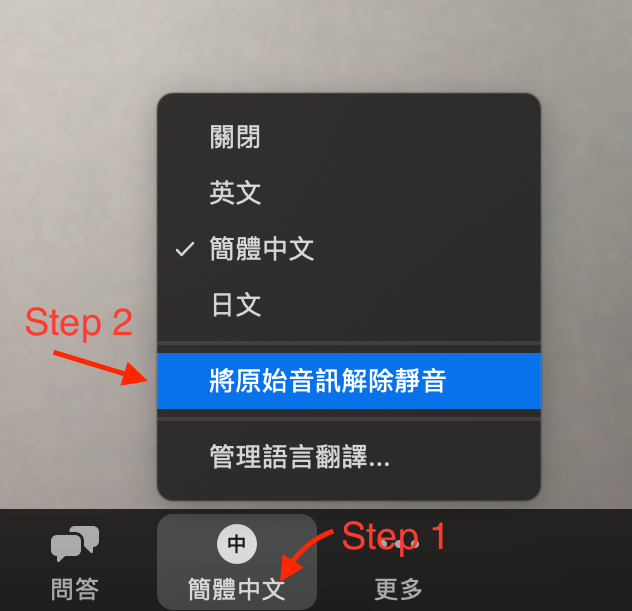 關閉
英文
簡體中文
日文
Step 2
將原始音訊解除靜音
管理語言翻譯...
中
Step 1
問答
簡體中文
更多